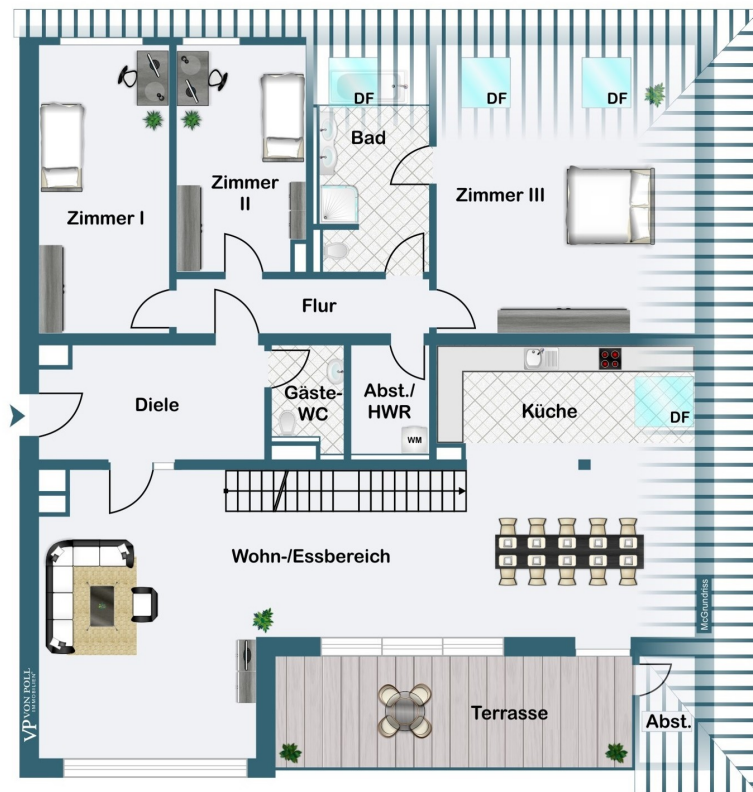 DF
DF
DF
Bad
Zimmer I
Zimmer
II
Zimmer III
Flur
Diele
Gäste-
WC
Abst./
HWR
WM
Küche
DF
Wohn-/Essbereich
McGrundriss
VP VON POLL
IMMOBILIEN®
Terrasse
Abst.